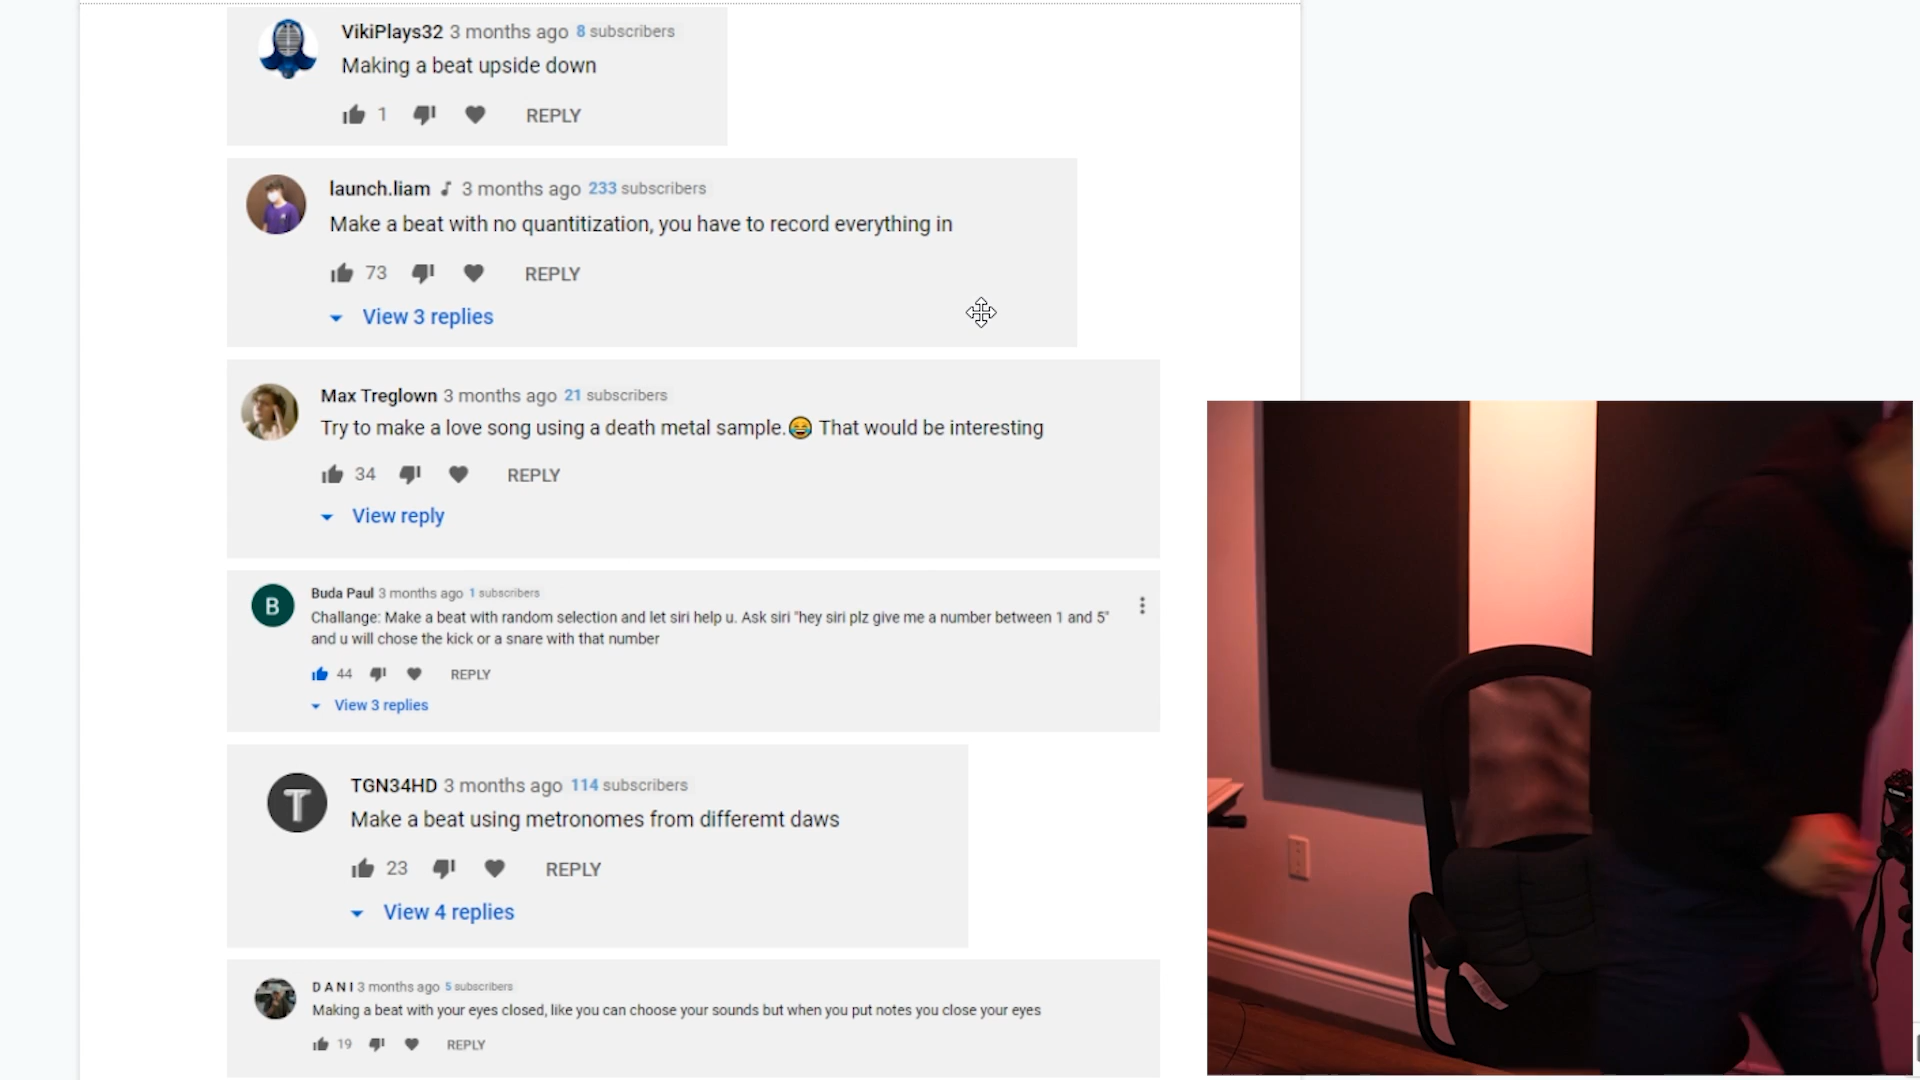 VikiPlays32 3 months ago 8 subscribers
Making a beat upside down
1 REPLY
launch.liam 3 months ago 233 subscribers
Make a beat with no quantitization, you have to record everything in
73 REPLY
View 3 replies
Max Treglown 3 months ago 21 subscribers
Try to make a love song using a death metal sample.😂 That would be interesting
34 REPLY
View reply
B
Buda Paul 3 months ago 1 subscribers
Challange: Make a beat with random selection and let siri help u. Ask siri "hey siri plz give me a number between 1 and 5"
and u will chose the kick or a snare with that number
44 REPLY
View 3 replies
T
TGN34HD 3 months ago 114 subscribers
Make a beat using metronomes from differemt daws
23 REPLY
View 4 replies
D A N I 3 months ago 5 subscribers
Making a beat with your eyes closed, like you can choose your sounds but when you put notes you close your eyes
19 REPLY
Canon